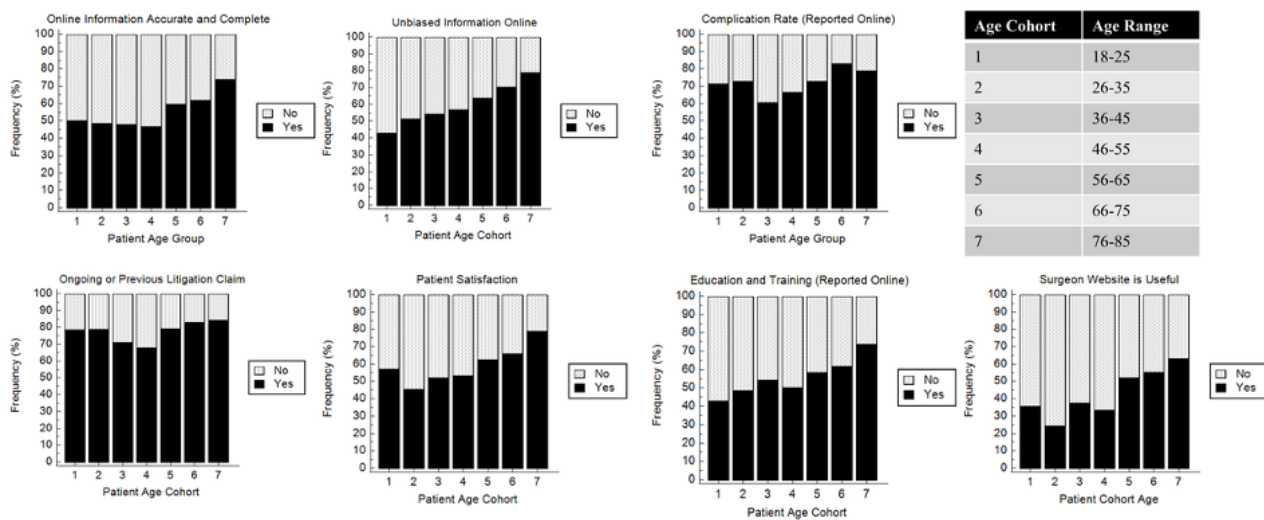 Online Information Accurate and Complete
Frequency (%)
100
90
80
70
60
50
40
30
20
10
0
1 2 3 4 5 6 7
Patient Age Group
No
Yes
Unbiased Information Online
Frequency (%)
100
90
80
70
60
50
40
30
20
10
0
1 2 3 4 5 6 7
Patient Age Cohort
No
Yes
Complication Rate (Reported Online)
Frequency (%)
100
90
80
70
60
50
40
30
20
10
0
1 2 3 4 5 6 7
Patient Age Group
No
Yes
Age Cohort Age Range
1 18-25
2 26-35
3 36-45
4 46-55
5 56-65
6 66-75
7 76-85
Ongoing or Previous Litigation Claim
Frequency (%)
100
90
80
70
60
50
40
30
20
10
0
1 2 3 4 5 6 7
Patient Age Cohort
No
Yes
Patient Satisfaction
Frequency (%)
100
90
80
70
60
50
40
30
20
10
0
1 2 3 4 5 6 7
Patient Age Cohort
No
Yes
Education and Training (Reported Online)
Frequency (%)
100
90
80
70
60
50
40
30
20
10
0
1 2 3 4 5 6 7
Patient Age Cohort
No
Yes
Surgeon Website is Useful
Frequency (%)
100
90
80
70
60
50
40
30
20
10
0
1 2 3 4 5 6 7
Patient Cohort Age
No
Yes